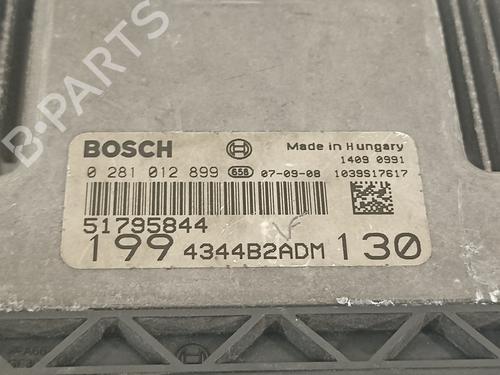 B-PARTS
BOSCH
Made in Hungary
1409 0991
0 281 012 899 658 07-09-08 1039S17617
51795844
199 4344B2ADM 130